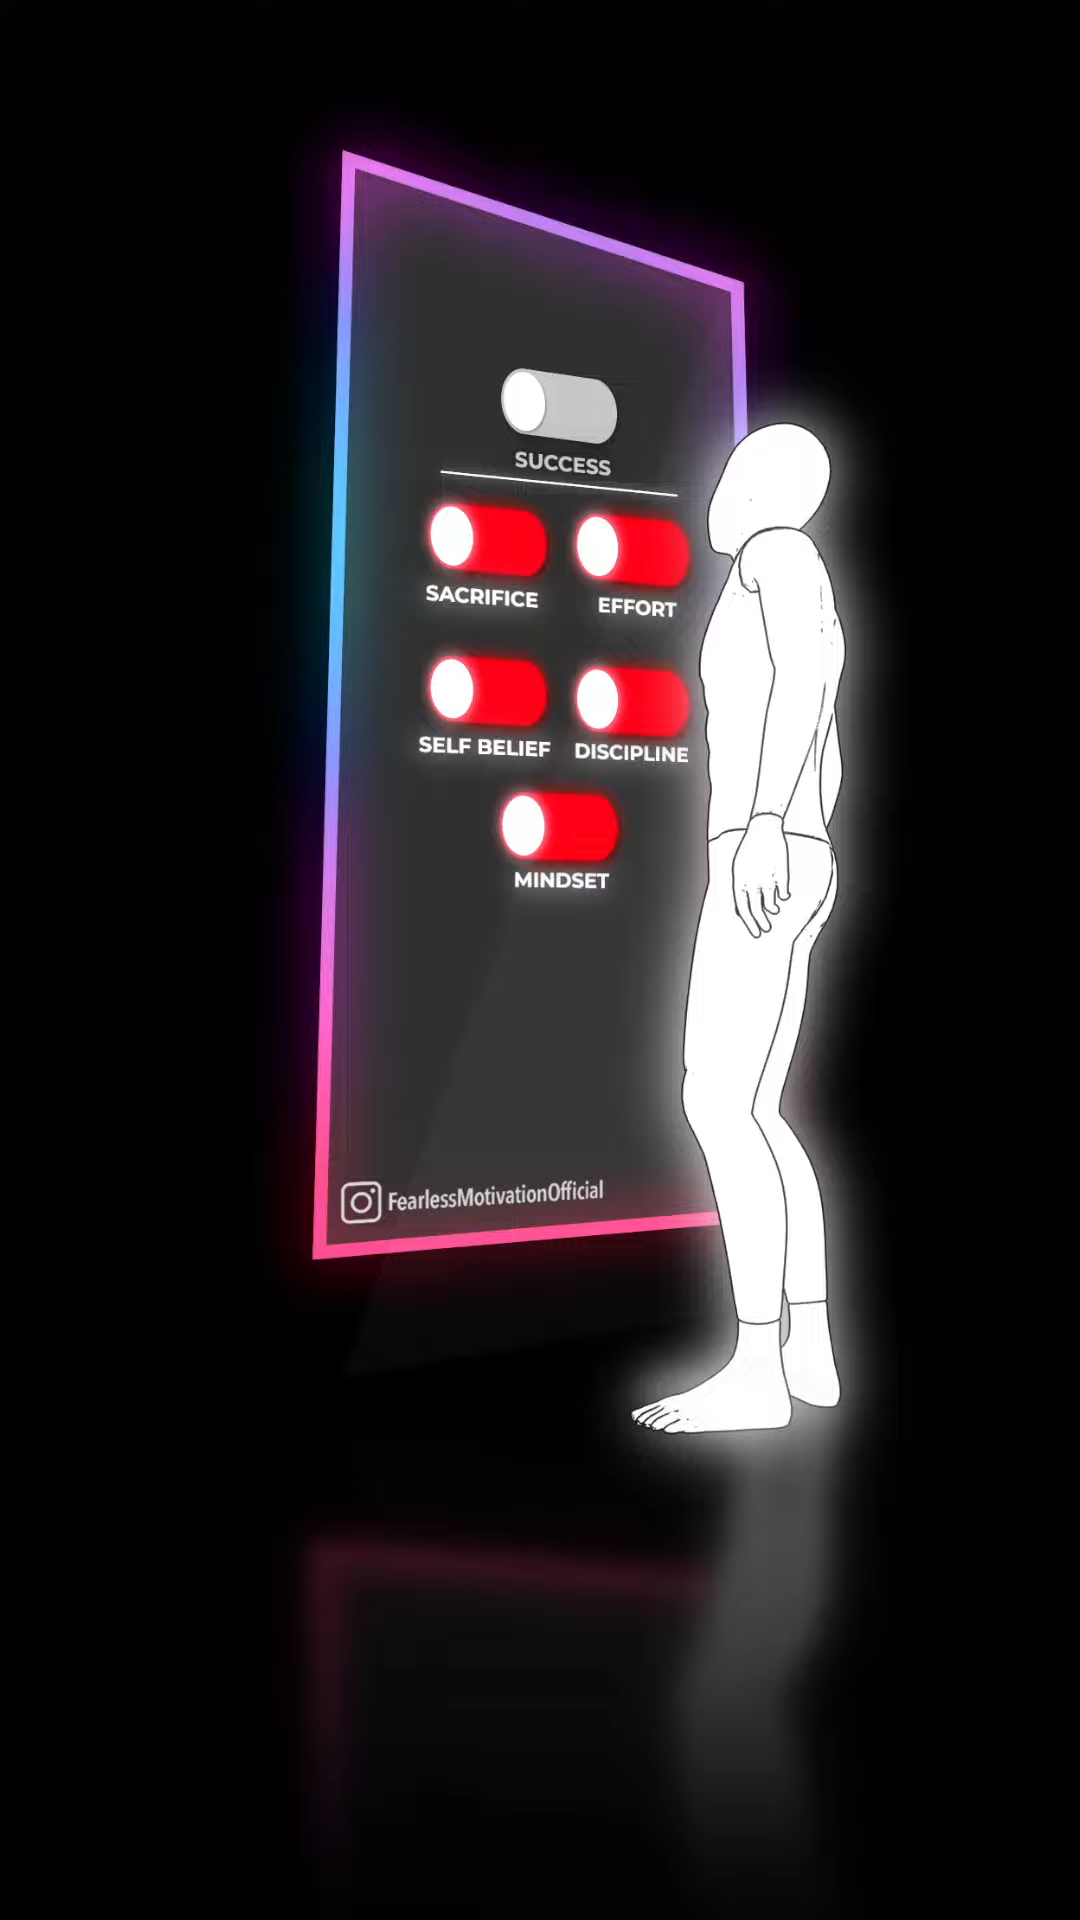 SUCCESS
SACRIFICE EFFORT
SELF BELIEF DISCIPLINE
MINDSET
FearlessMotivationOfficial